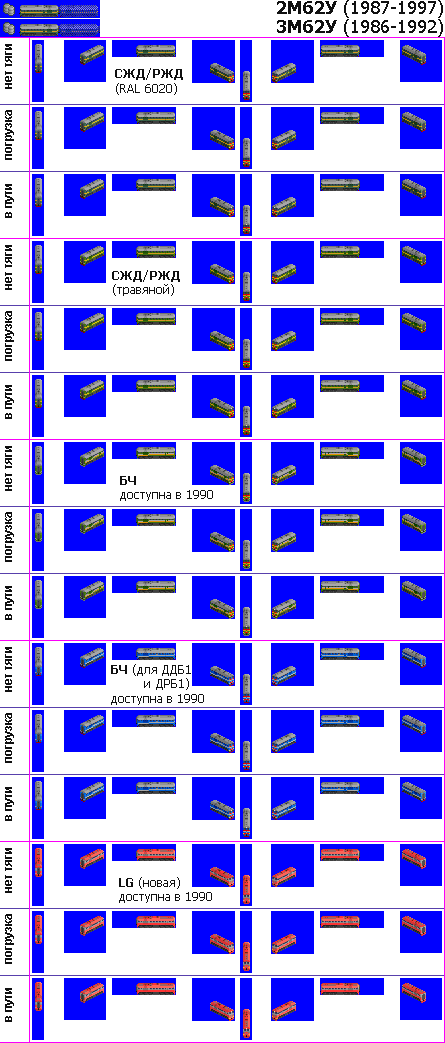 2М62У (1987-1997)
3М62У (1986-1992)
нет тяги
СЖД/РЖД
(RAL 6020)
погрузка
в пути
нет тяги
СЖД/РЖД
(травяной)
погрузка
в пути
нет тяги
БЧ
доступна в 1990
погрузка
в пути
нет тяги
БЧ (для ДДБ1
и ДРБ1)
доступна в 1990
погрузка
в пути
нет тяги
LG (новая)
доступна в 1990
погрузка
в пути